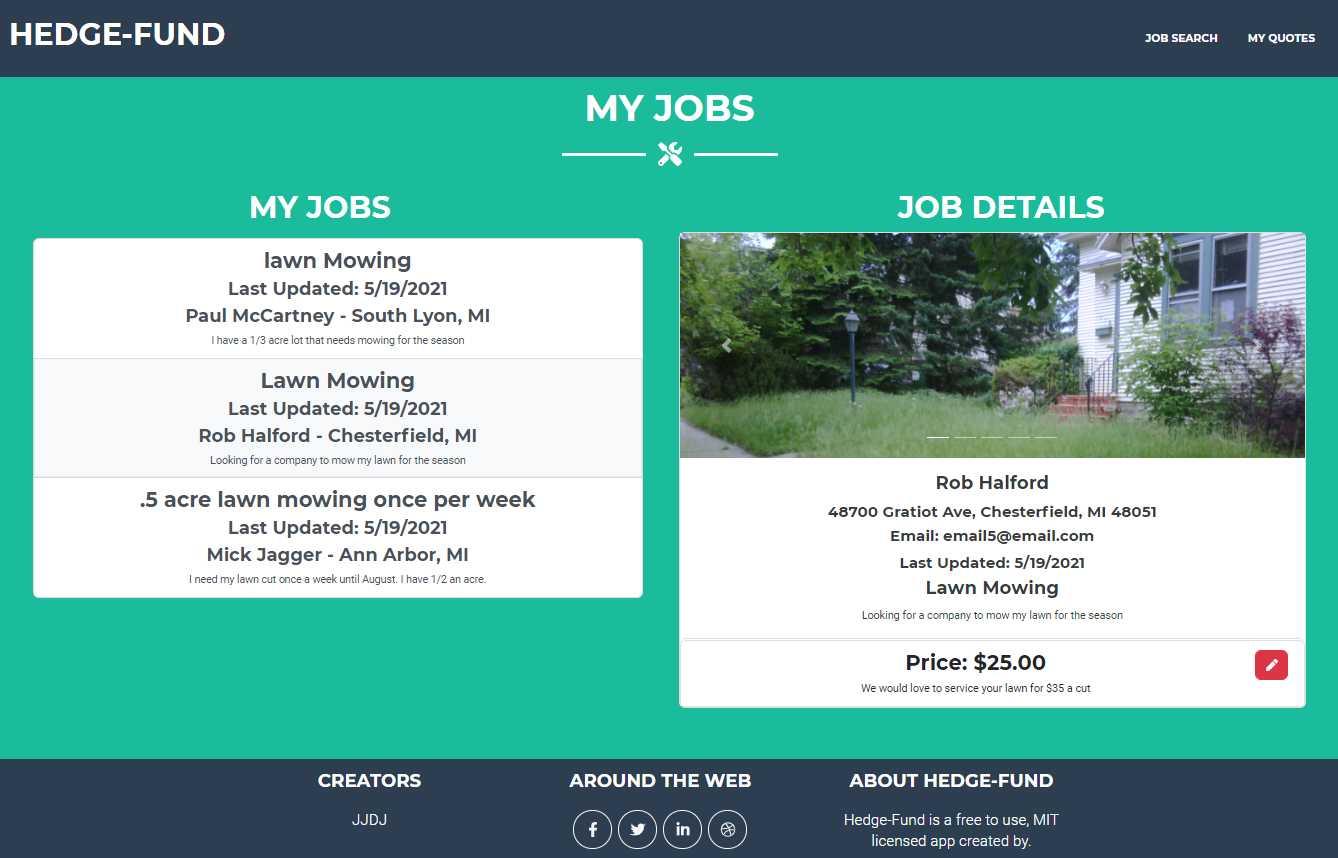 HEDGE-FUND
JOB SEARCH
MY QUOTES
MY JOBS
MY JOBS
lawn Mowing
Last Updated: 5/19/2021
Paul McCartney - South Lyon, MI
I have a 1/3 acre lot that needs mowing for the season
Lawn Mowing
Last Updated: 5/19/2021
Rob Halford - Chesterfield, MI
Looking for a company to mow my lawn for the season
.5 acre lawn mowing once per week
Last Updated: 5/19/2021
Mick Jagger - Ann Arbor, MI
I need my lawn cut once a week until August. I have 1/2 an acre.
JOB DETAILS
Rob Halford
48700 Gratiot Ave, Chesterfield, MI 48051
Email: email5@email.com
Last Updated: 5/19/2021
Lawn Mowing
Looking for a company to mow my lawn for the season
Price: $25.00
We would love to service your lawn for $35 a cut
CREATORS
JJDJ
AROUND THE WEB
ABOUT HEDGE-FUND
Hedge-Fund is a free to use, MIT
licensed app created by.